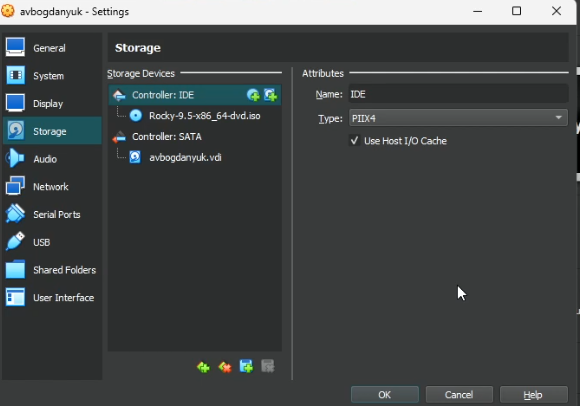 avbogdanyuk - Settings
General
System
Display
Storage
Audio
Network
Serial Ports
USB
Shared Folders
User Interface
Storage
Storage Devices
Controller: IDE
Rocky-9.5-x86_64-dvd.iso
Controller: SATA
avbogdanyuk.vdi
Attributes
Name: IDE
Type: PIIX4
Use Host I/O Cache
OK Cancel Help